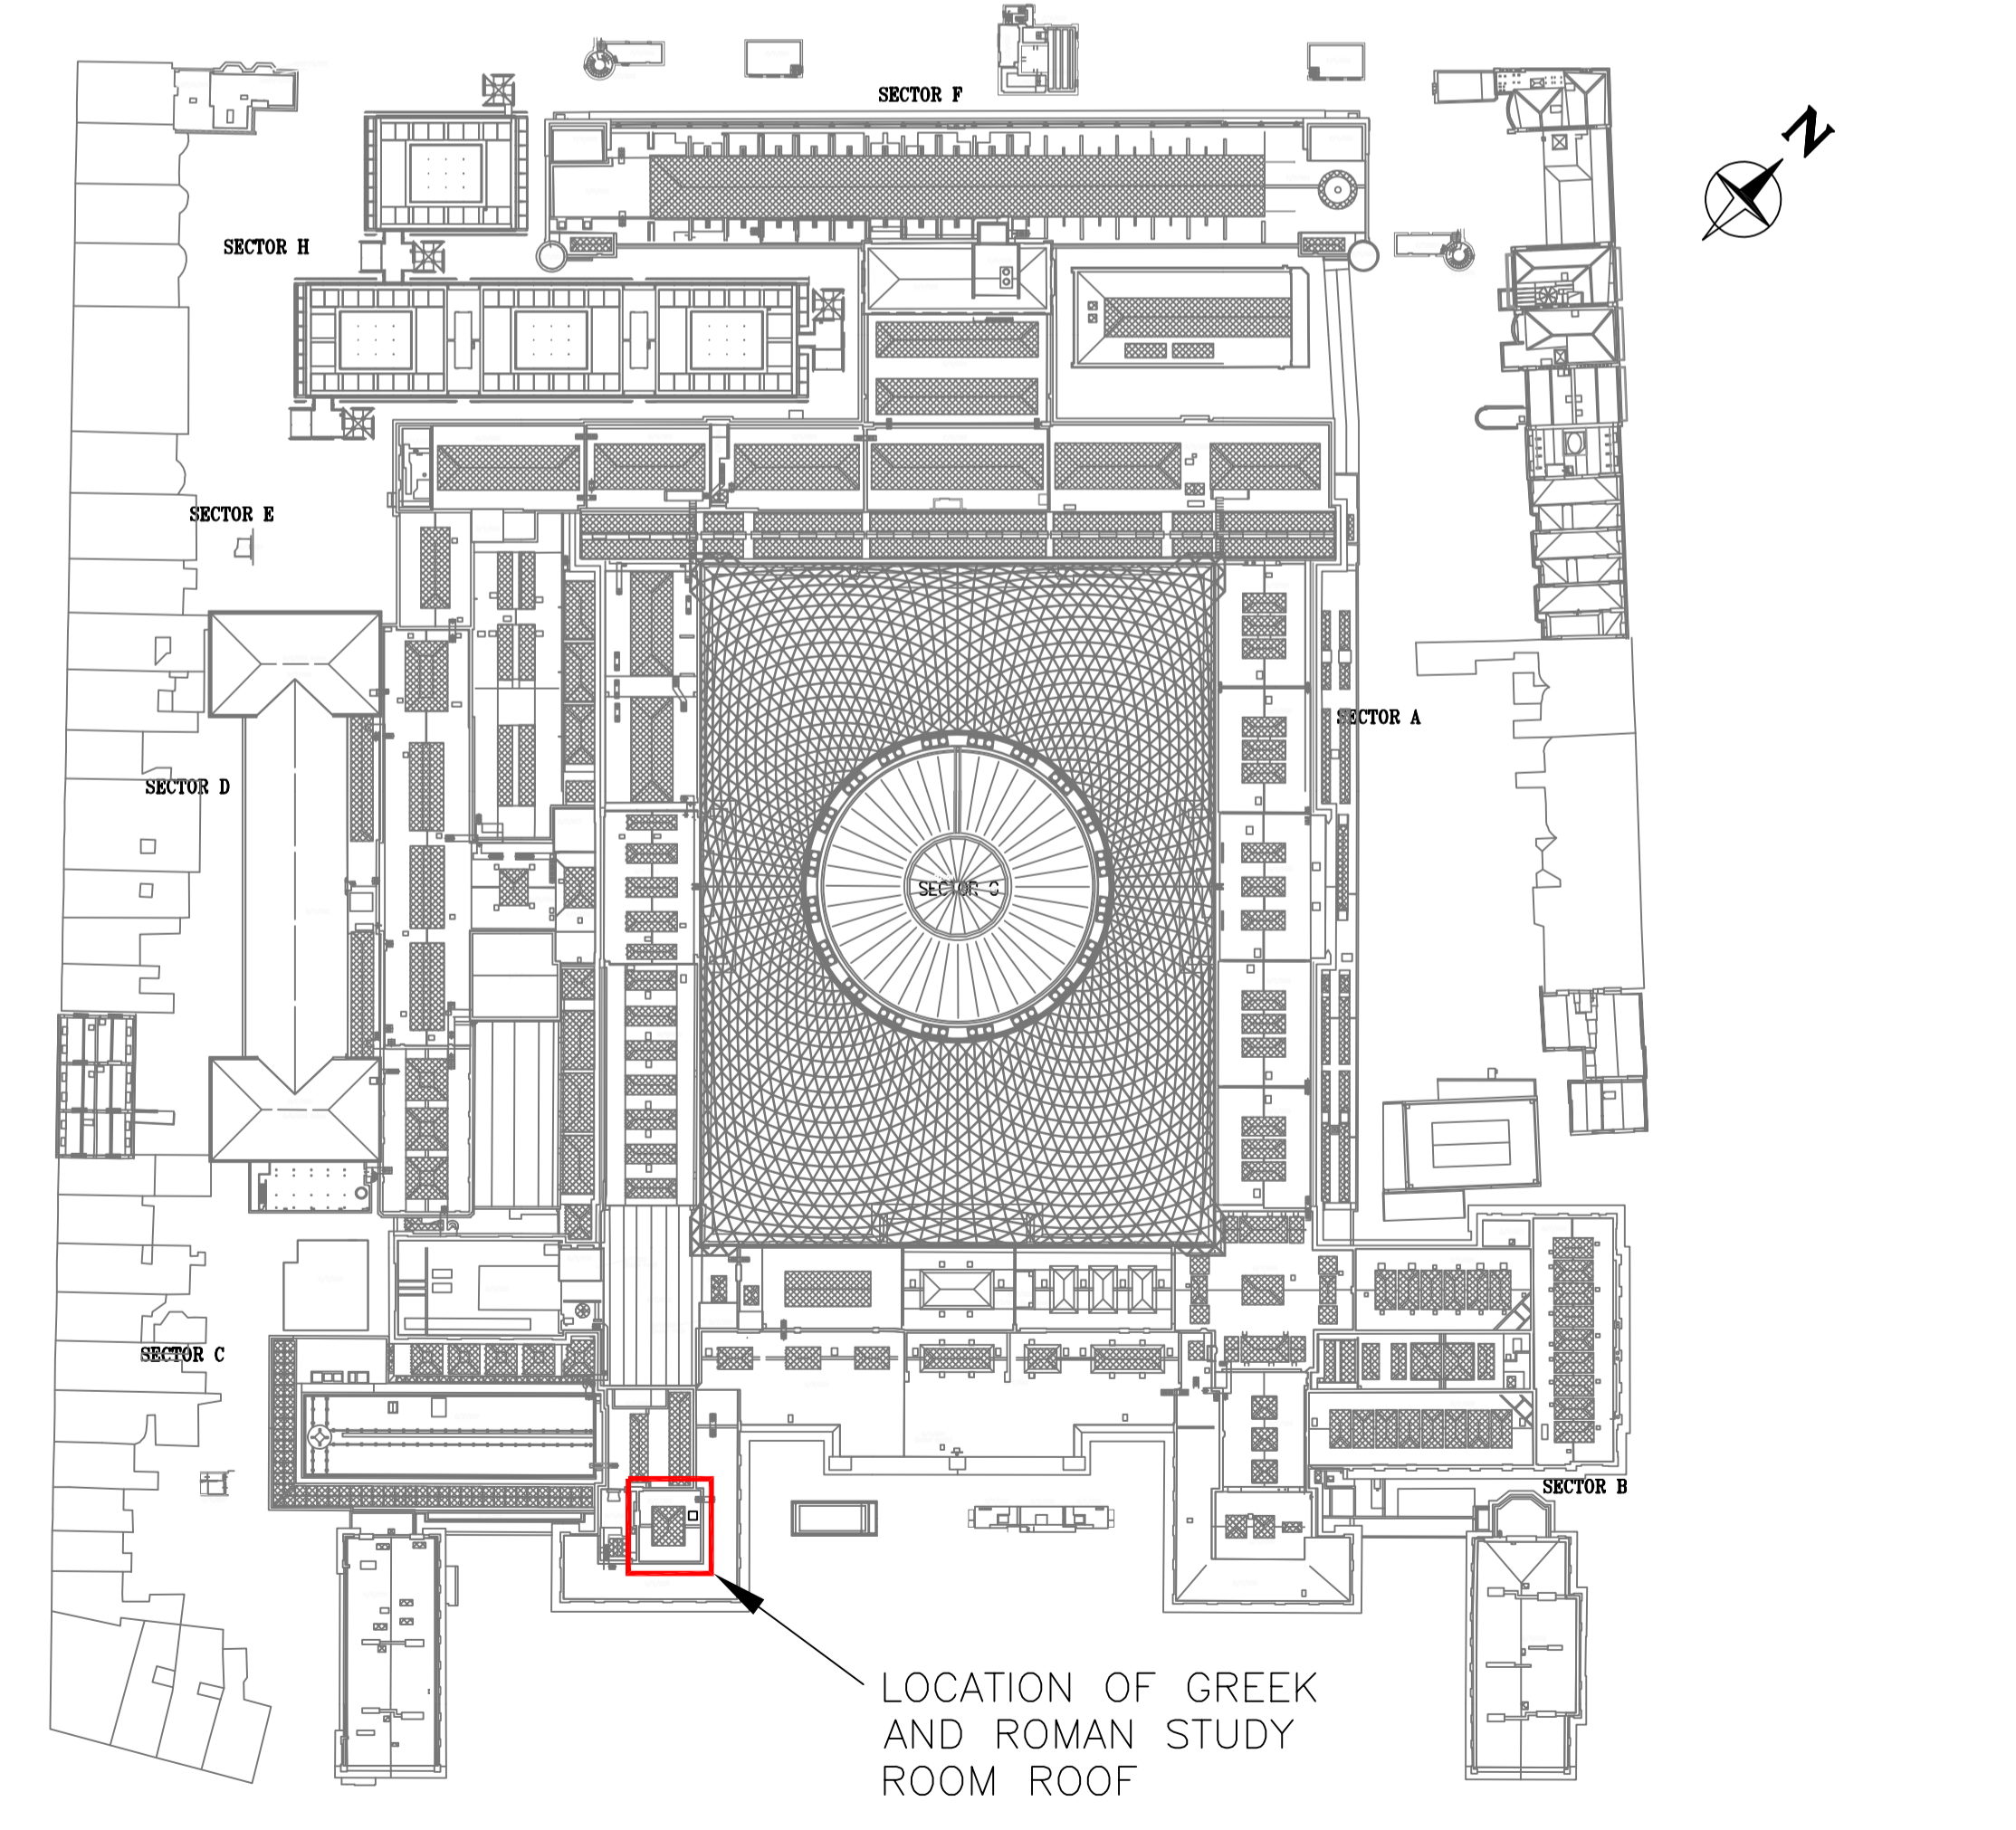 SECTOR F
N
SECTOR H
SECTOR E
SECTOR A
SECTOR D
SECTOR G
SECTOR C
SECTOR B
LOCATION OF GREEK
AND ROMAN STUDY
ROOM ROOF